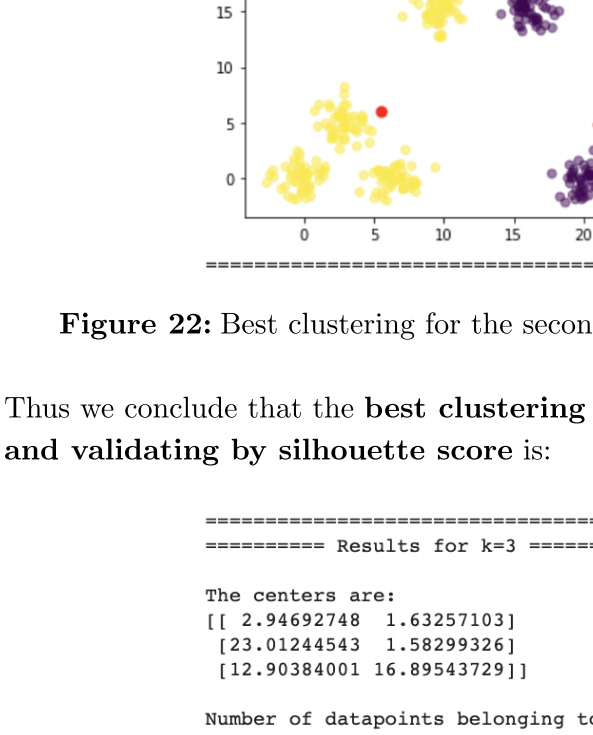 15
10
5
0
0 5 10 15 20
================================
Figure 22: Best clustering for the secon
Thus we conclude that the best clustering
and validating by silhouette score is:
================================
========== Results for k=3 ======
The centers are:
[[ 2.94692748  1.63257103]
 [23.01244543  1.58299326]
 [12.90384001 16.89543729]]
Number of datapoints belonging to